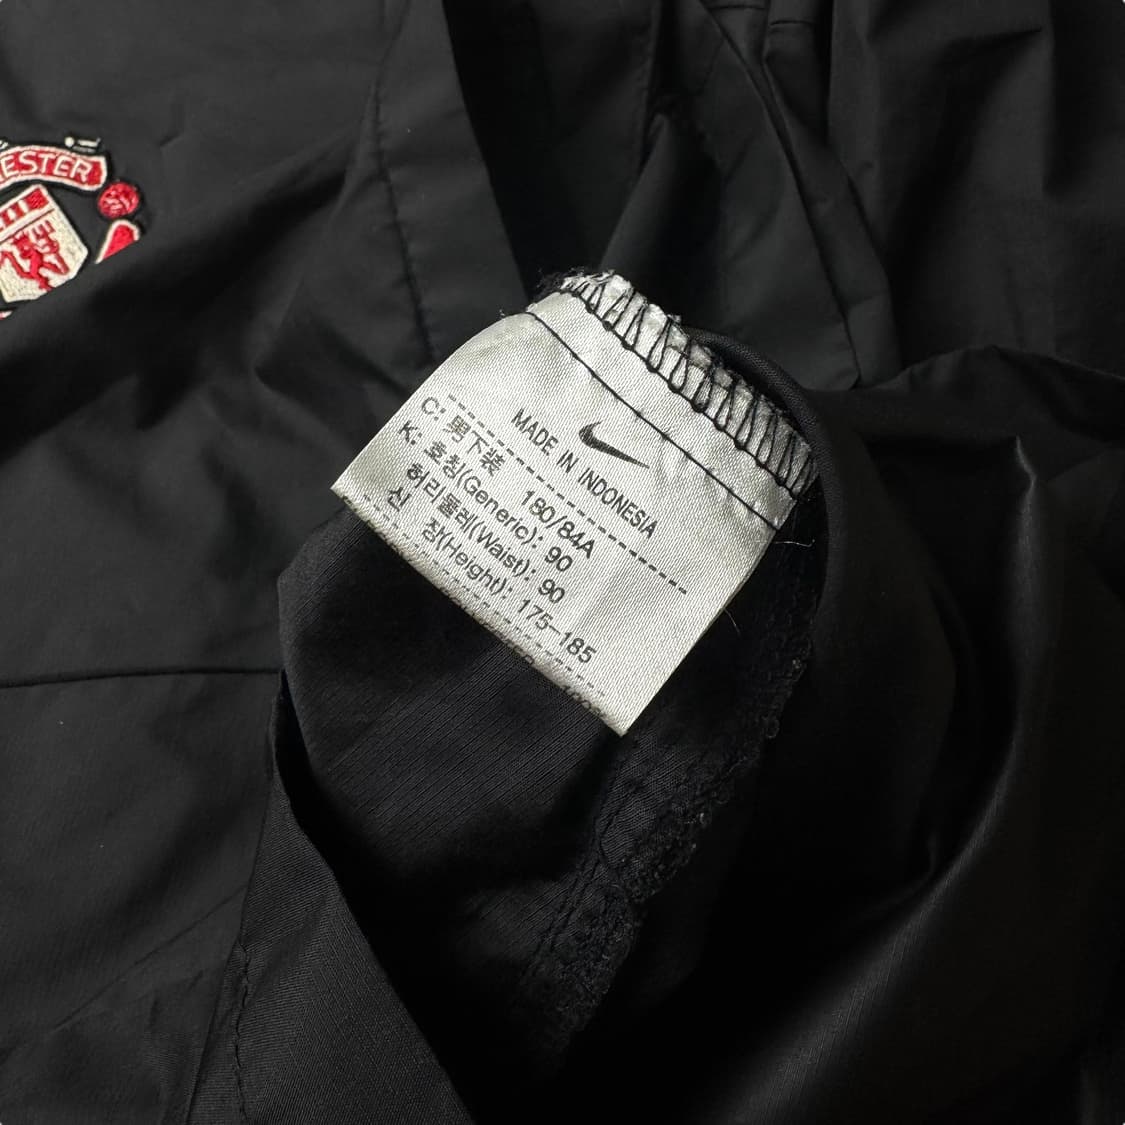 ESTER
MADE IN INDONESIA
C: 男下装 180/84A
K: 호칭(Generic): 90
허리둘레(Waist): 90
신 장(Height): 175-185